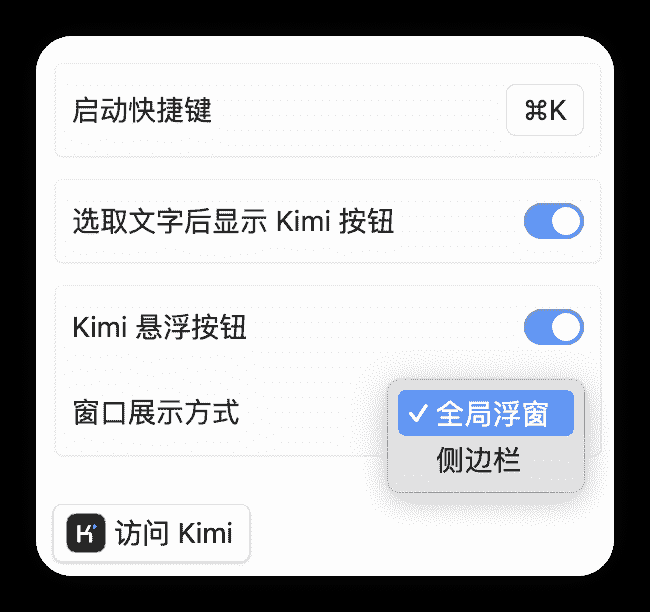 启动快捷键 ⌘K
选取文字后显示 Kimi 按钮
Kimi 悬浮按钮
窗口展示方式
✓ 全局浮窗
侧边栏
K 访问 Kimi